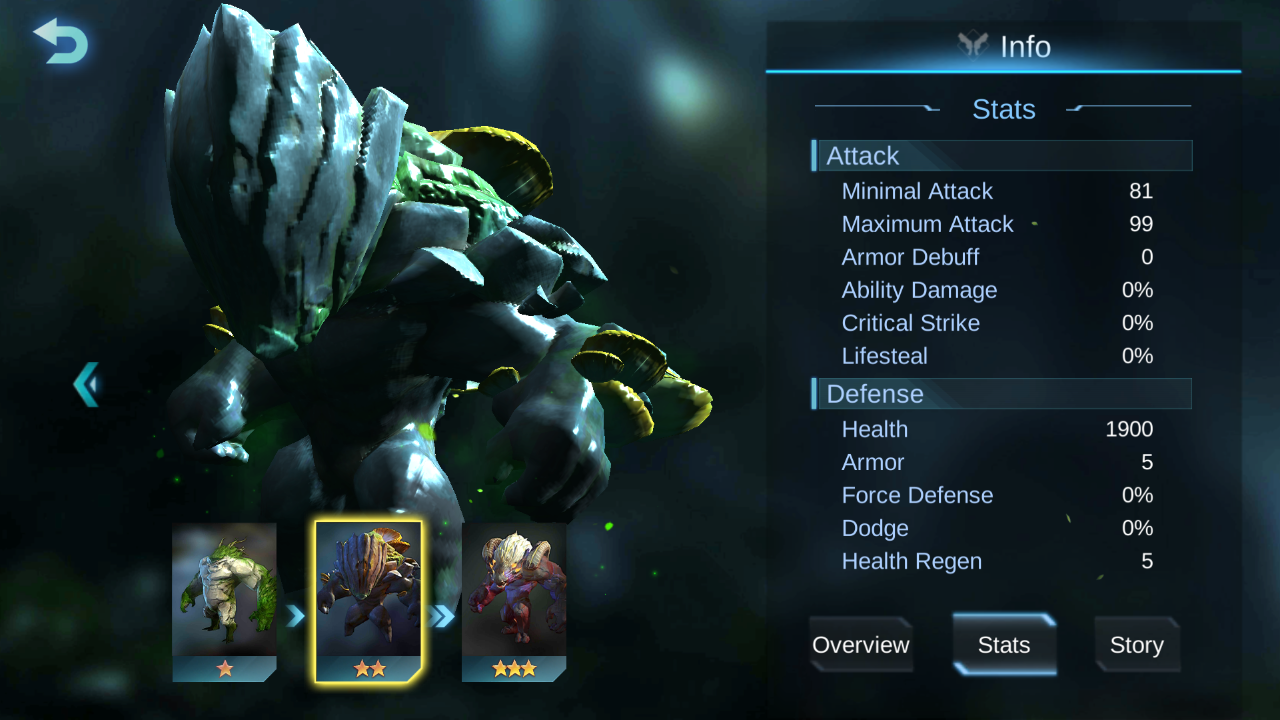 Info
Stats
Attack
Minimal Attack 81
Maximum Attack 99
Armor Debuff 0
Ability Damage 0%
Critical Strike 0%
Lifesteal 0%
Defense
Health 1900
Armor 5
Force Defense 0%
Dodge 0%
Health Regen 5
Overview Stats Story